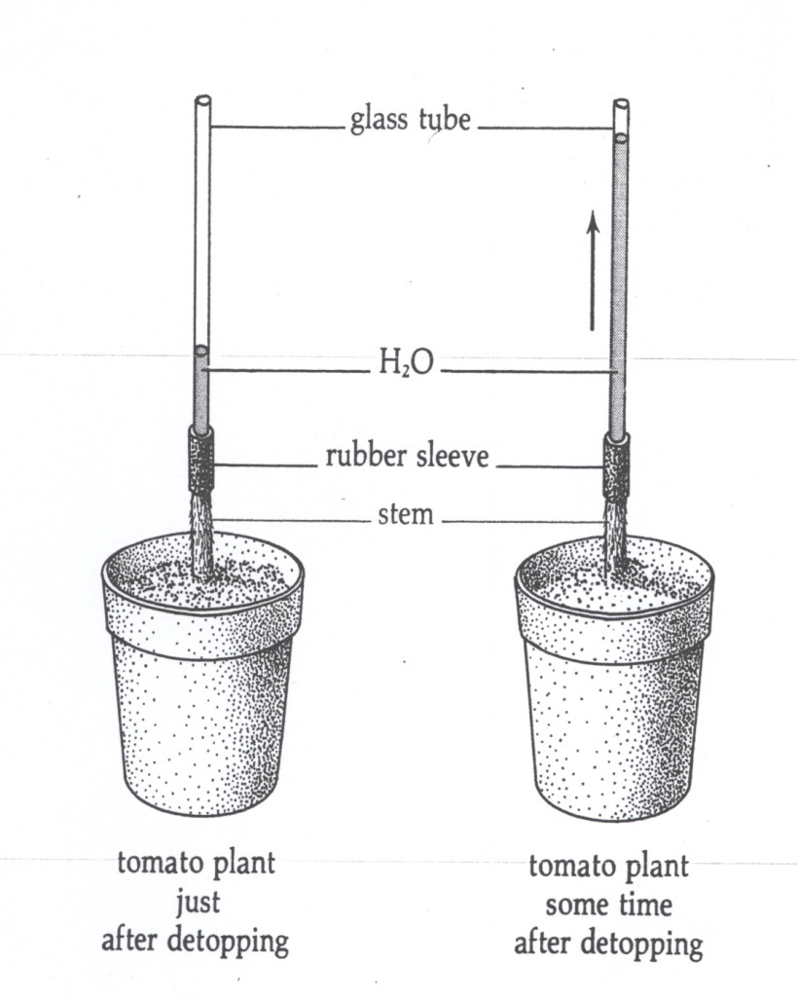 glass tube
H₂O
rubber sleeve
stem
tomato plant
just
after detopping
tomato plant
some time
after detopping